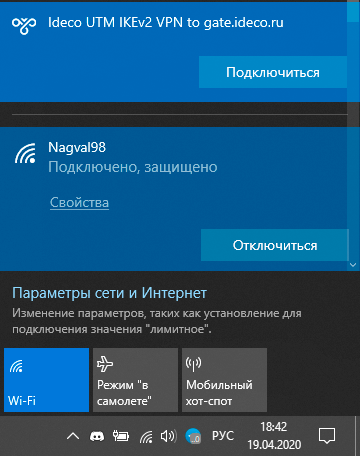 Ideco UTM IKEv2 VPN to gate.ideco.ru
Подключиться
Nagval98
Подключено, защищено
Свойства
Отключиться
Параметры сети и Интернет
Изменение параметров, таких как установление для
подключения значения "лимитное".
Wi-Fi
Режим "в
самолете"
Мобильный
хот-спот
РУС
18:42
19.04.2020